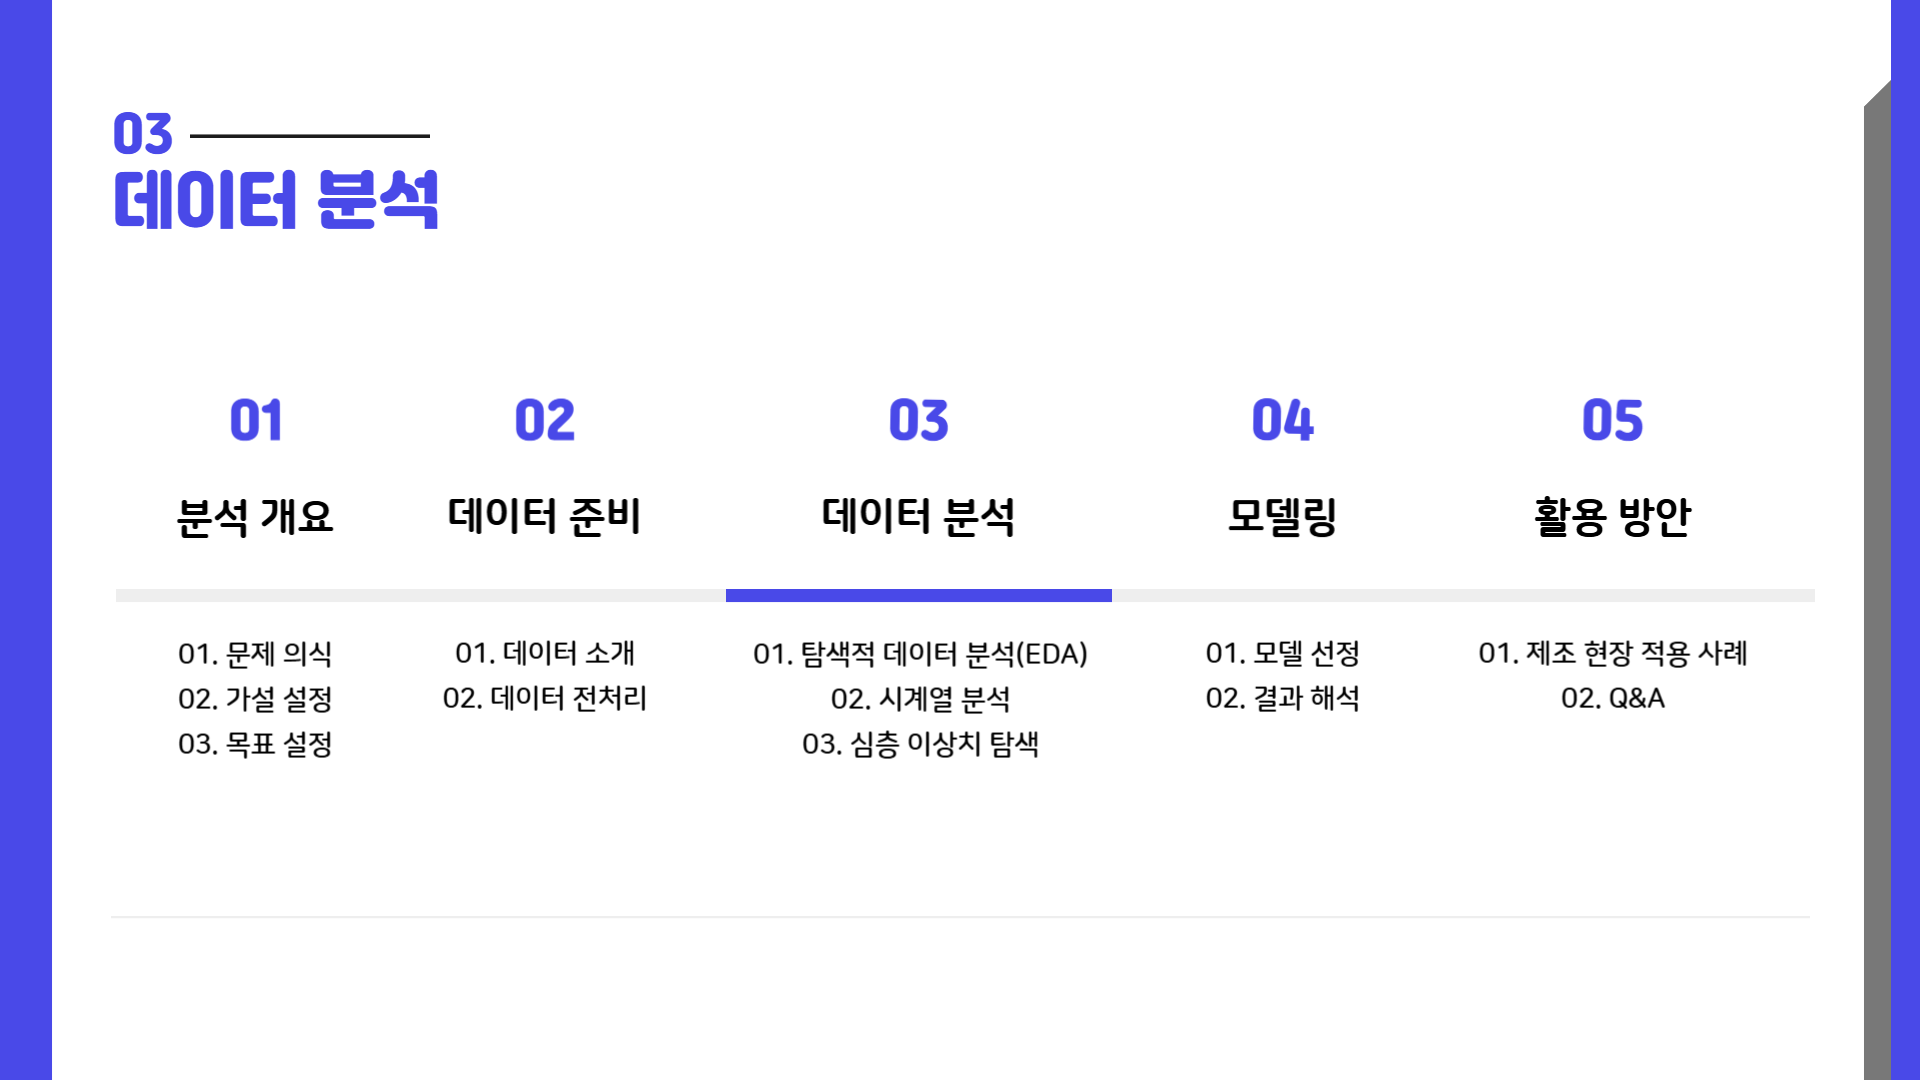 03
데이터 분석
01
분석 개요
01. 문제 의식
02. 가설 설정
03. 목표 설정
02
데이터 준비
01. 데이터 소개
02. 데이터 전처리
03
데이터 분석
01. 탐색적 데이터 분석(EDA)
02. 시계열 분석
03. 심층 이상치 탐색
04
모델링
01. 모델 선정
02. 결과 해석
05
활용 방안
01. 제조 현장 적용 사례
02. Q&A